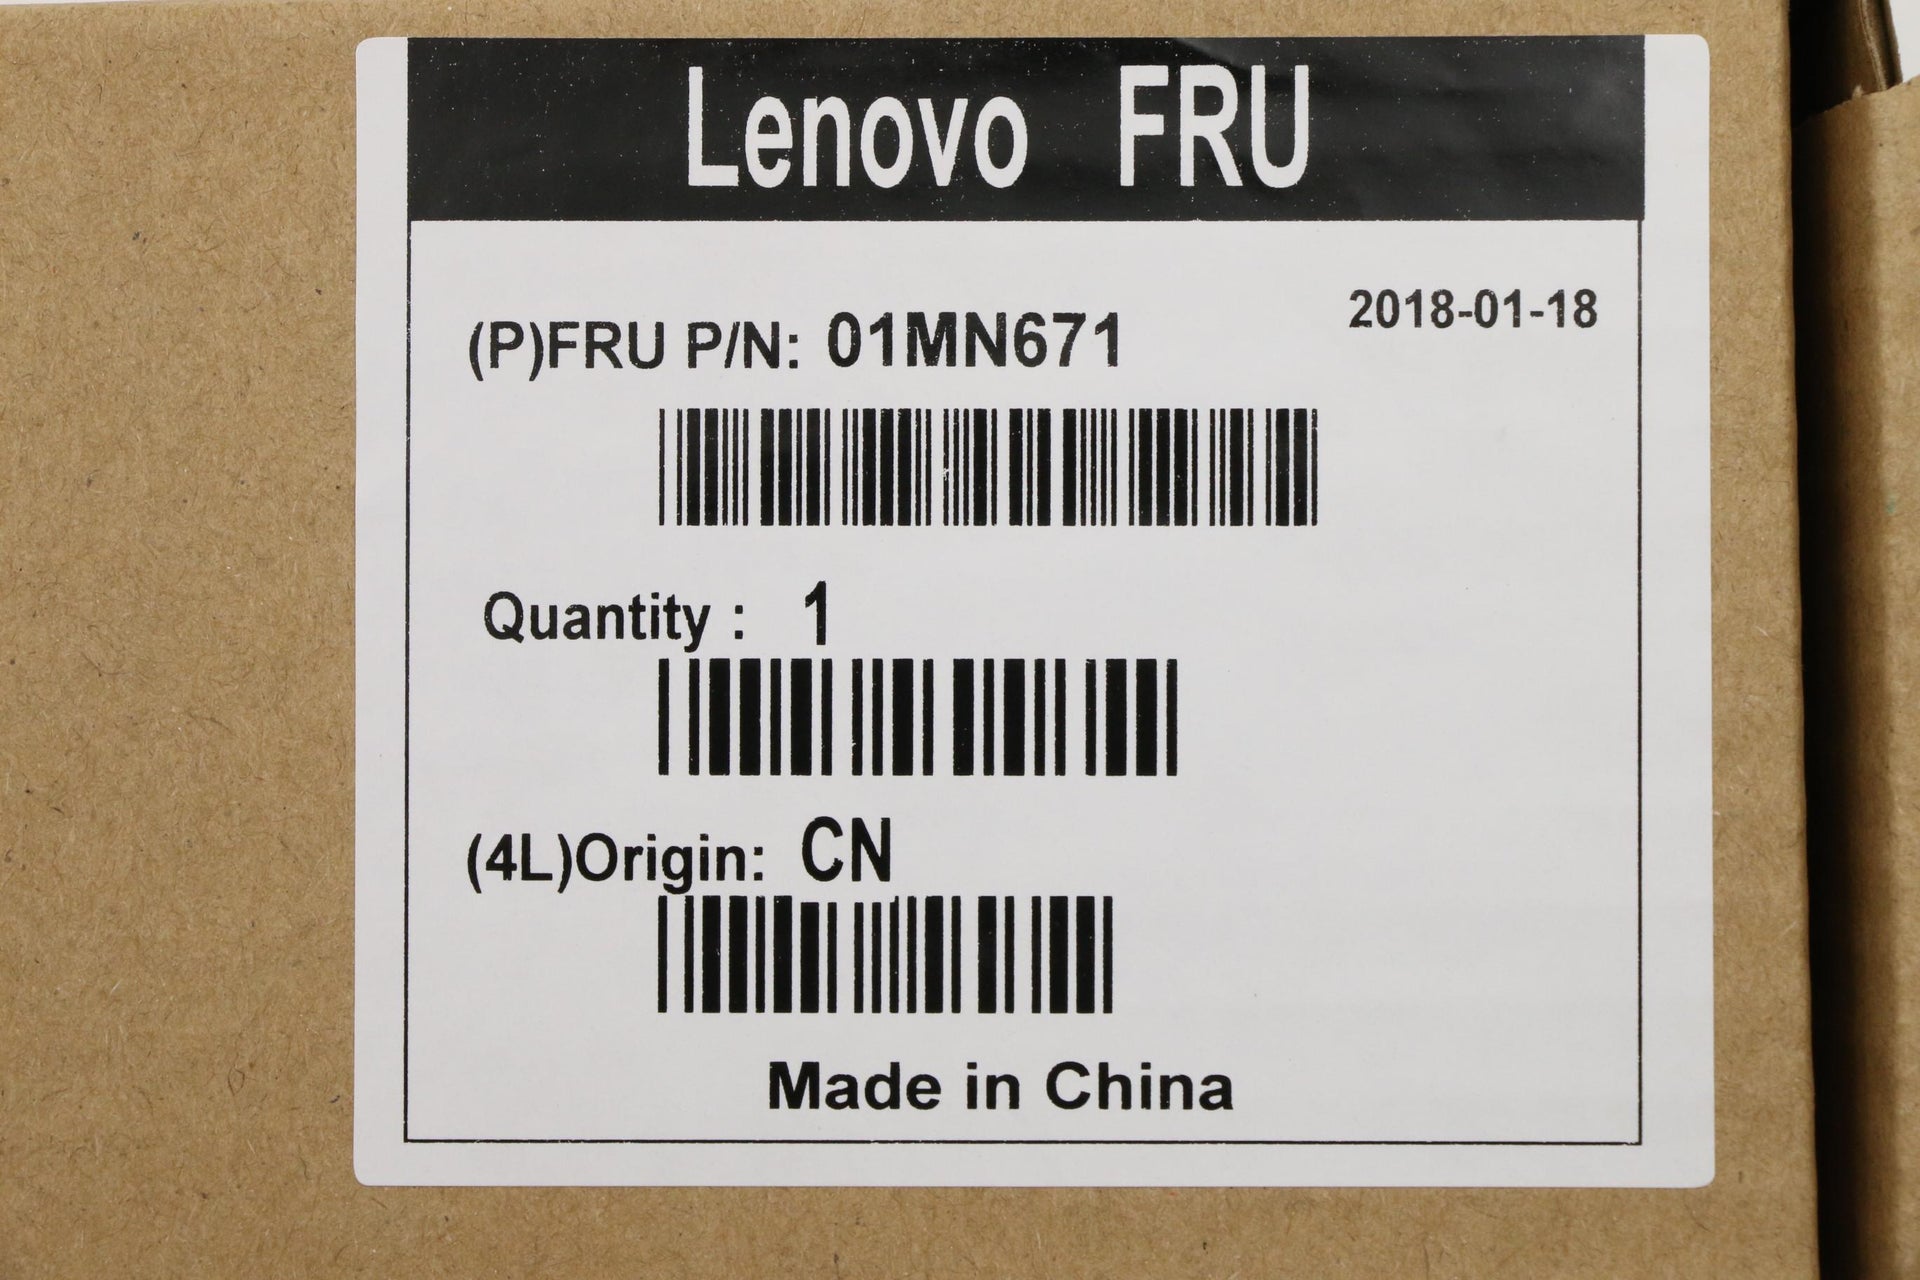 Lenovo FRU
2018-01-18
(P)FRU P/N: 01MN671
Quantity : 1
(4L)Origin: CN
Made in China